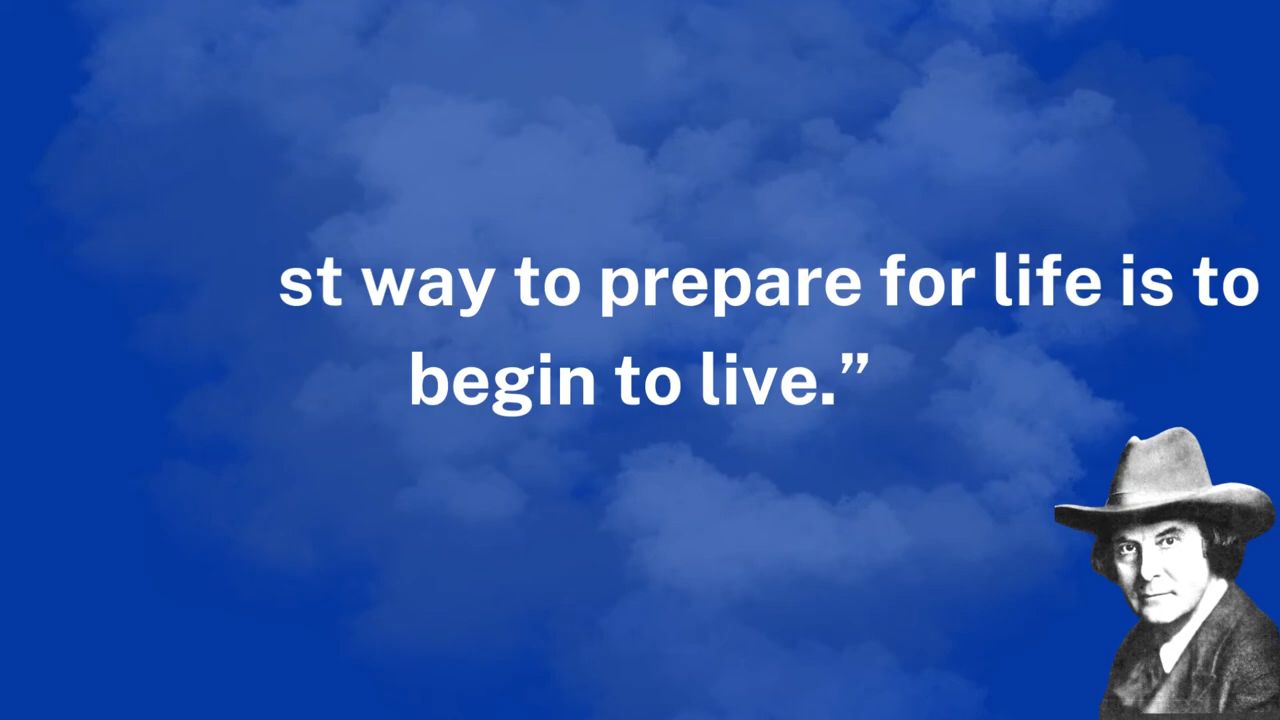 st way to prepare for life is to
begin to live.”